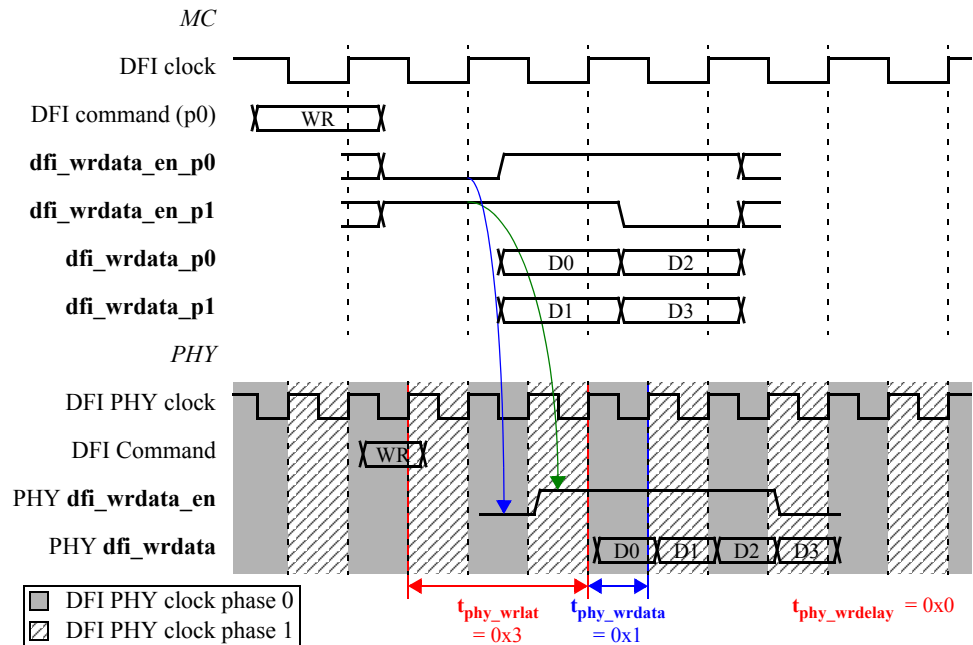 MC
DFI clock
DFI command (p0)
WR
dfi_wrdata_en_p0
dfi_wrdata_en_p1
dfi_wrdata_p0
D0 D2
dfi_wrdata_p1
D1 D3
PHY
DFI PHY clock
DFI Command
WR
PHY dfi_wrdata_en
PHY dfi_wrdata
D0 D1 D2 D3
DFI PHY clock phase 0
DFI PHY clock phase 1
tphy_wrlat
= 0x3
tphy_wrdata
= 0x1
tphy_wrdelay = 0x0